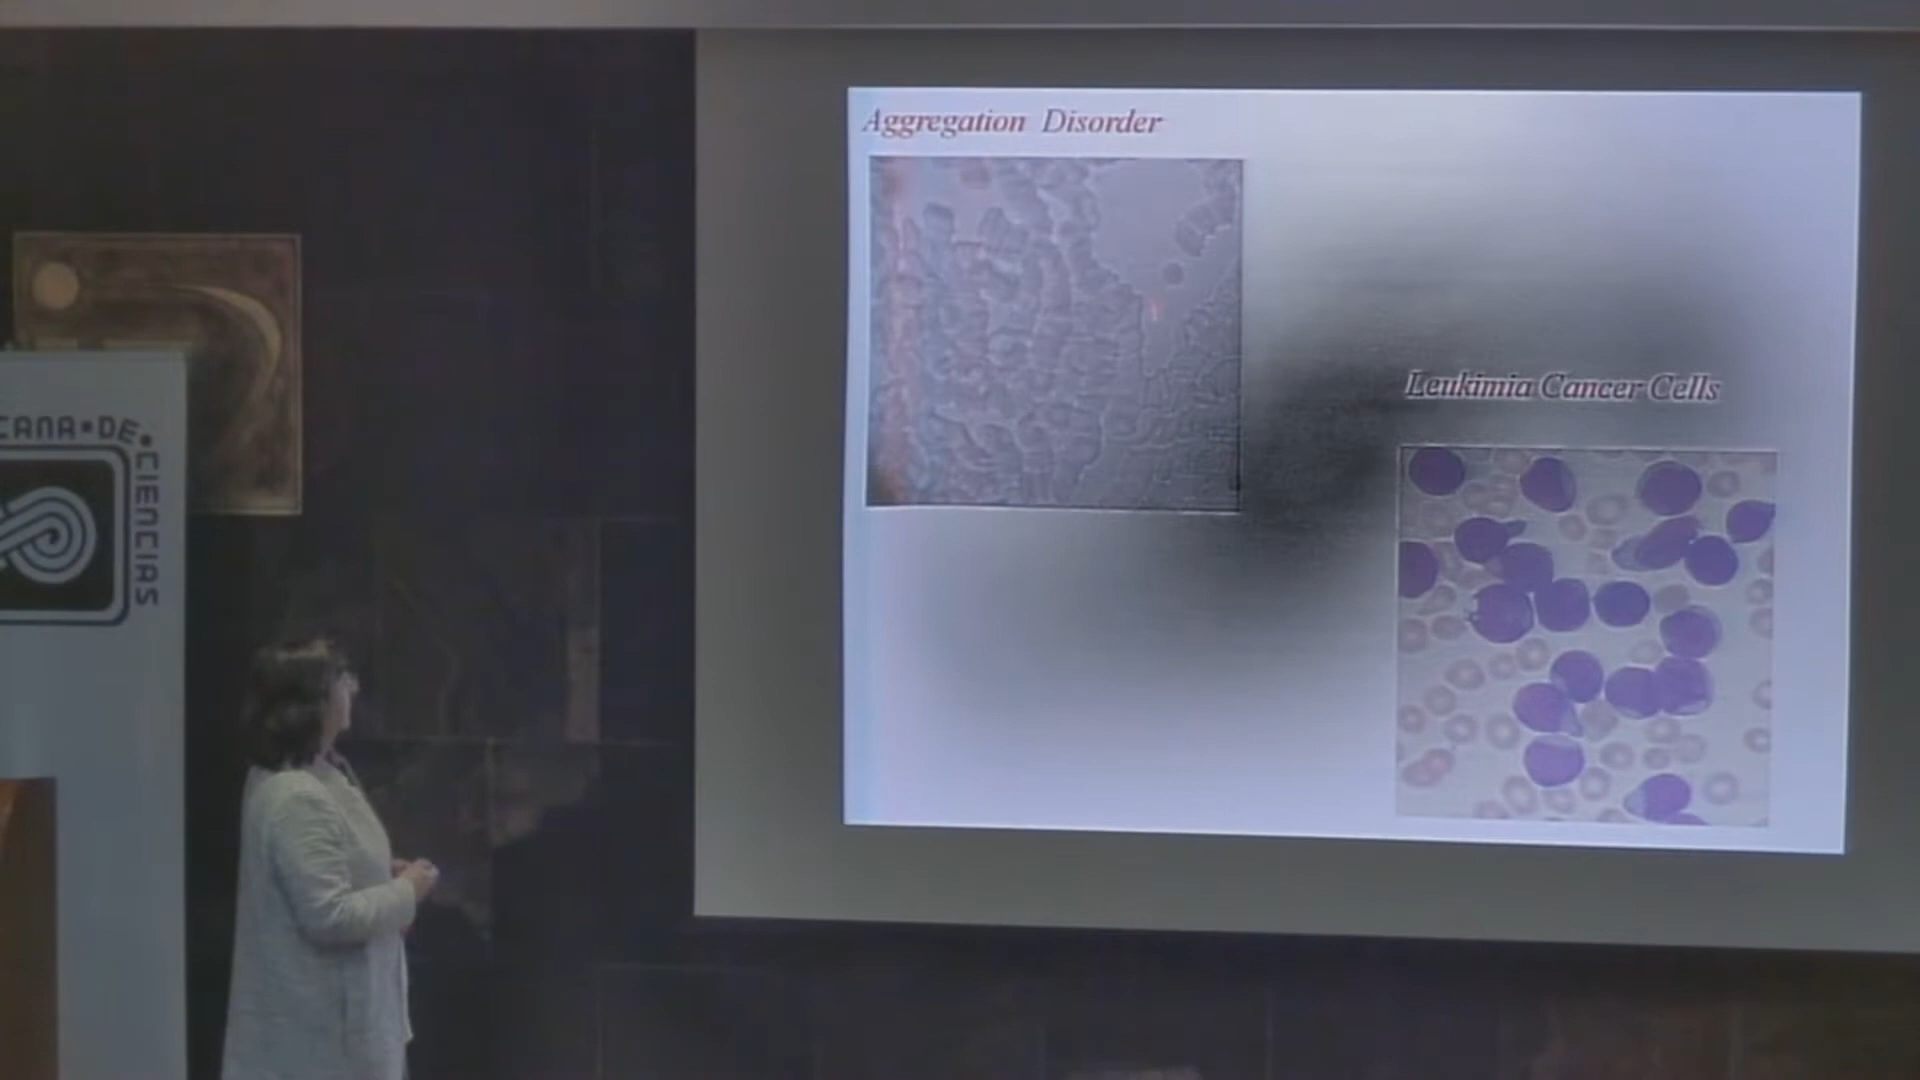 Aggregation Disorder
Leukimia Cancer Cells
CANA • DE •
CIENCIAS